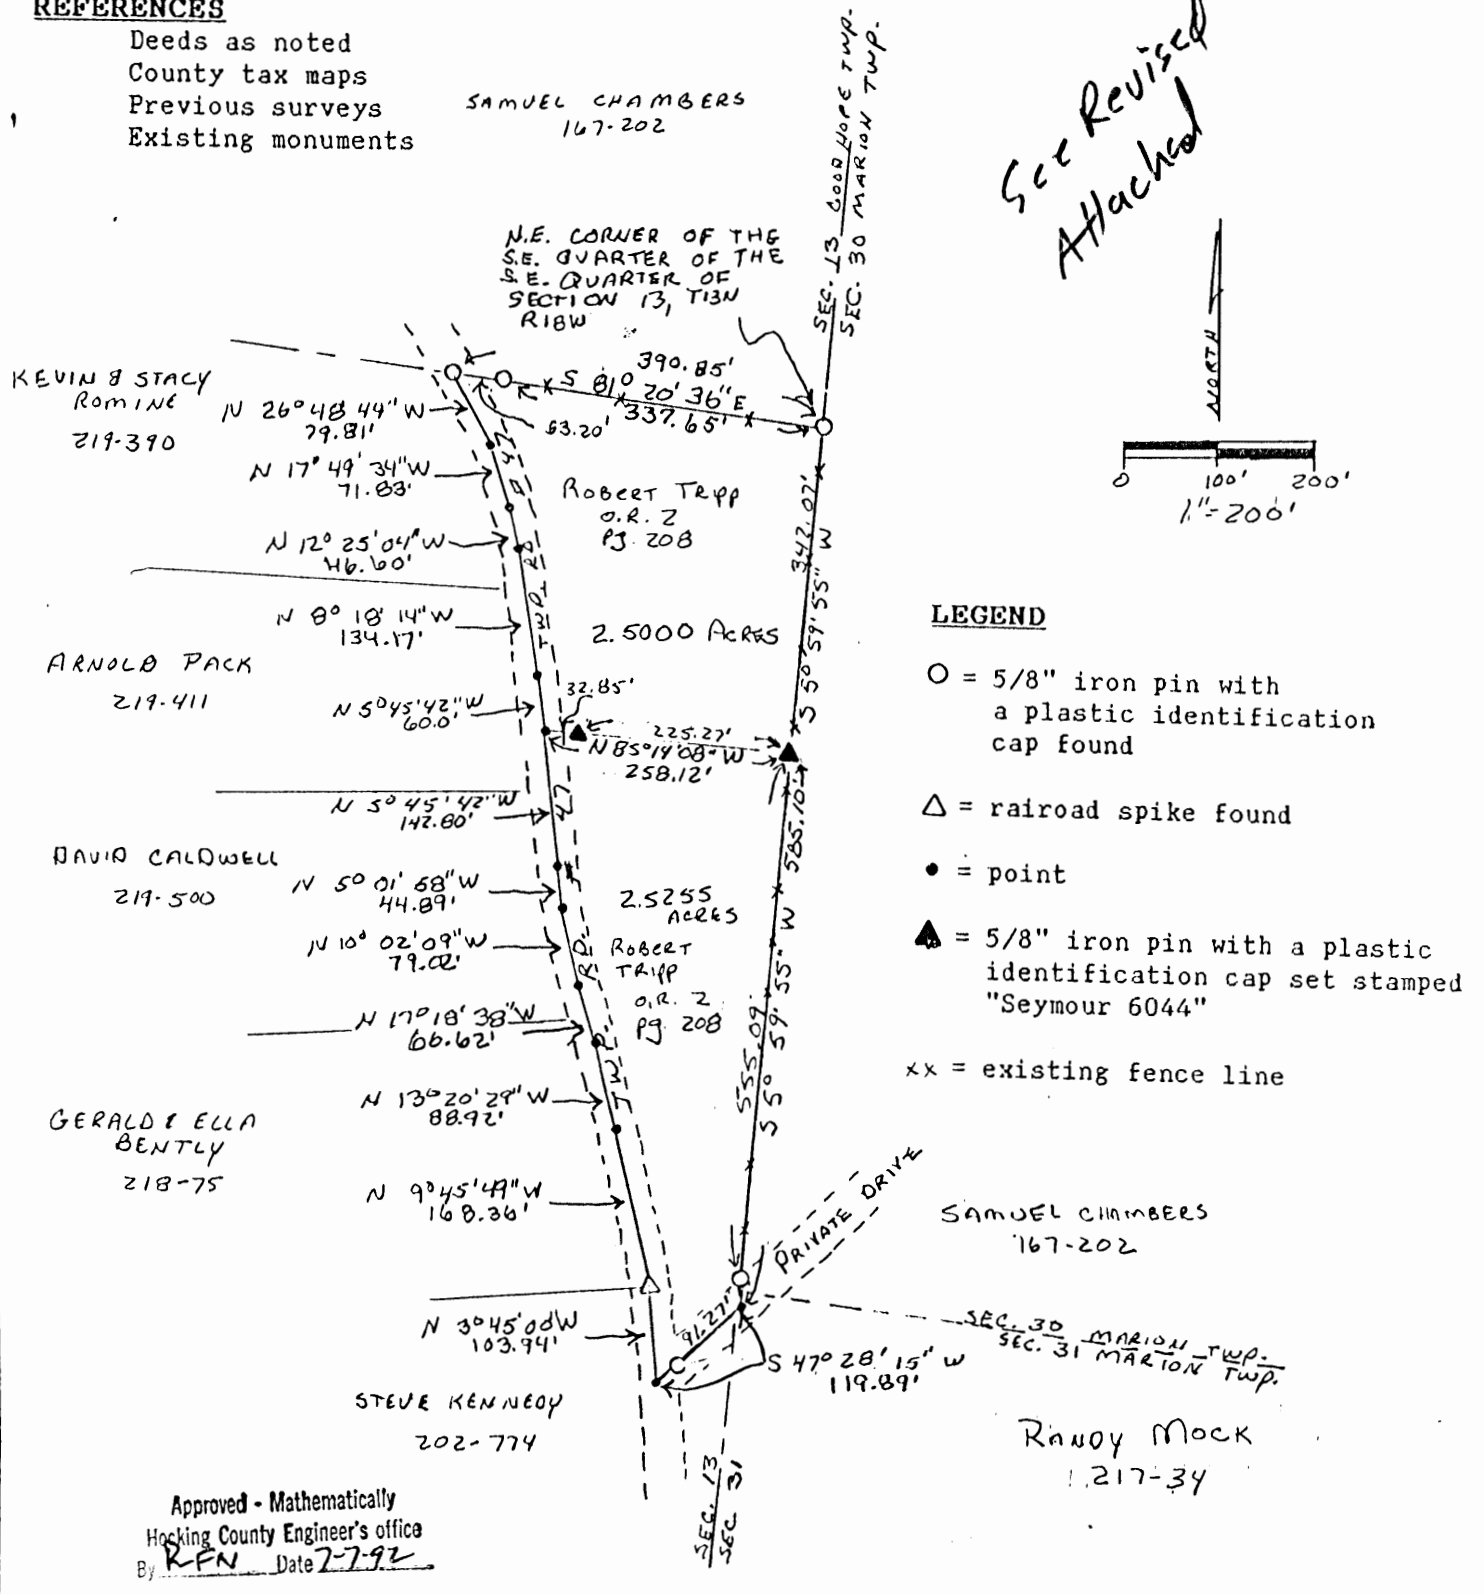 REFERENCES
Deeds as noted
County tax maps
Previous surveys
Existing monuments
SAMUEL CHAMBERS
167-202
SEC. 13 GOOD HOPE TWP.
SEC. 30 MARION TWP.
See Revised
Attached
N.E. CORNER OF THE
S.E. QUARTER OF THE
S.E. QUARTER OF
SECTION 13, T13N
R18W
NORTH
0 100' 200'
1"=200'
KEVIN & STACY
ROMINE
219-390
N 26° 48' 44" W
79.81'
390.85'
S 81° 20' 36" E
337.65'
53.20'
N 17° 49' 34" W
71.83'
N 12° 25' 04" W
46.60'
N 8° 18' 14" W
134.17'
TWP. RD 47
ROBERT TRIPP
O.R. 2
Pg. 208
2.5000 ACRES
342.07'
S 5° 59' 55" W
ARNOLD PACK
219-411
N 5° 45' 42" W
60.0'
32.85'
225.27'
N 85° 14' 08" W
258.12'
N 5° 45' 42" W
142.80'
DAVID CALDWELL
219-500
N 5° 01' 58" W
44.89'
N 10° 02' 09" W
79.02'
N 17° 18' 38" W
66.62'
TWP. RD. # 47
2.5255
ACRES
ROBERT
TRIPP
O.R. 2
Pg. 208
585.10'
555.09'
S 5° 59' 55" W
GERALD & ELLA
BENTLY
218-75
N 13° 20' 29" W
88.92'
N 9° 45' 49" W
168.36'
N 3° 45' 00" W
103.94'
STEVE KENNEDY
202-774
91.27'
S 47° 28' 15" W
119.89'
PRIVATE DRIVE
SAMUEL CHAMBERS
167-202
SEC. 30 MARION TWP.
SEC. 31 MARION TWP.
RANDY MOCK
217-34
SEC. 13
SEC 31
LEGEND
= 5/8" iron pin with
a plastic identification
cap found
= rairoad spike found
= point
= 5/8" iron pin with a plastic
identification cap set stamped
"Seymour 6044"
xx = existing fence line
Approved - Mathematically
Hocking County Engineer's office
By RFN Date 7-7-92